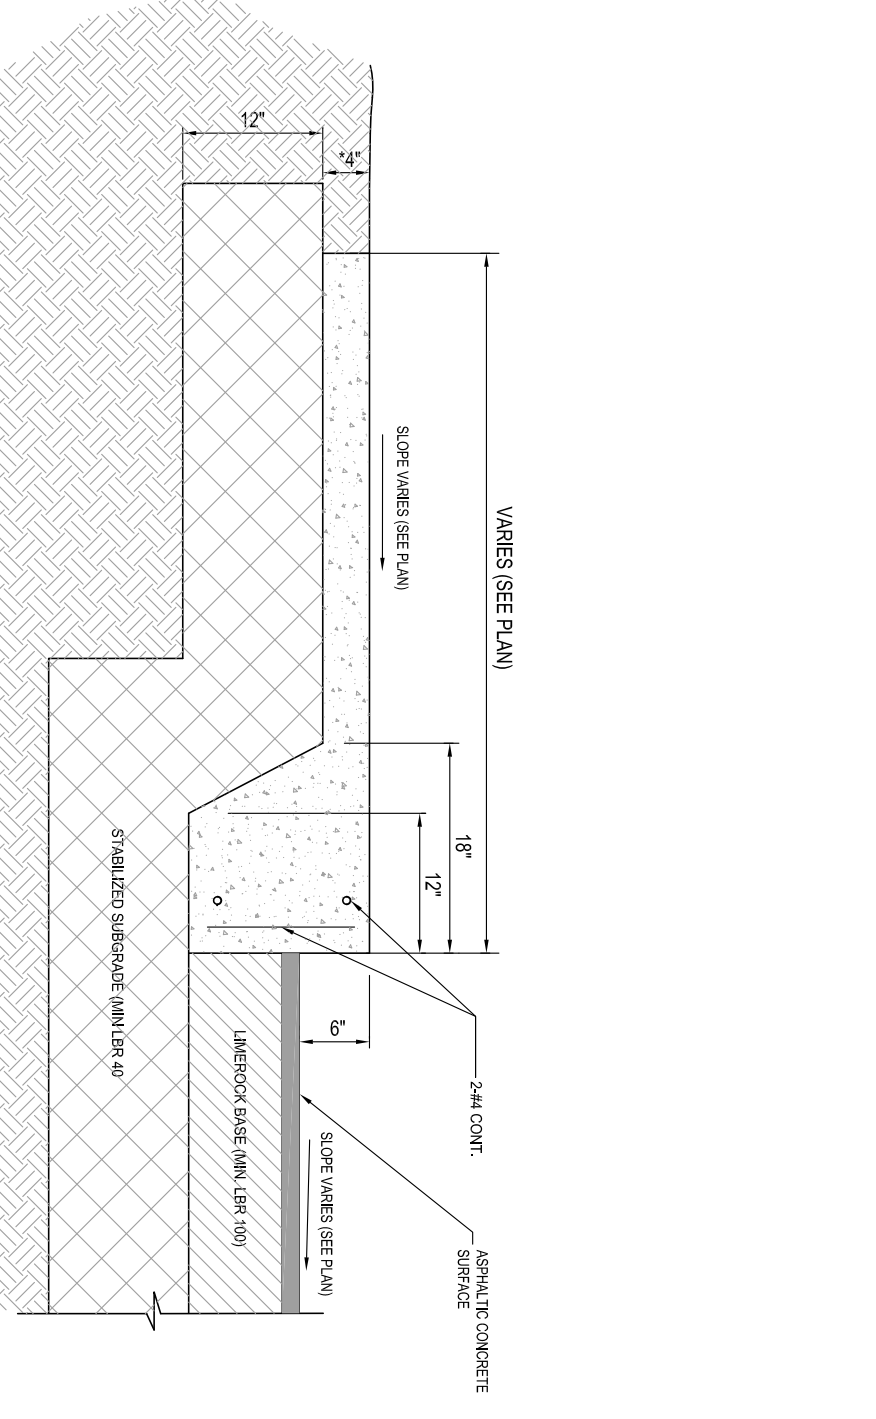 VARIES (SEE PLAN)
18"
12"
2-#4 CONT.
ASPHALTIC CONCRETE
SURFACE
SLOPE VARIES (SEE PLAN)
*4"
12"
6"
SLOPE VARIES (SEE PLAN)
LIMEROCK BASE (MIN. LBR 100)
STABILIZED SUBGRADE (MIN LBR 40